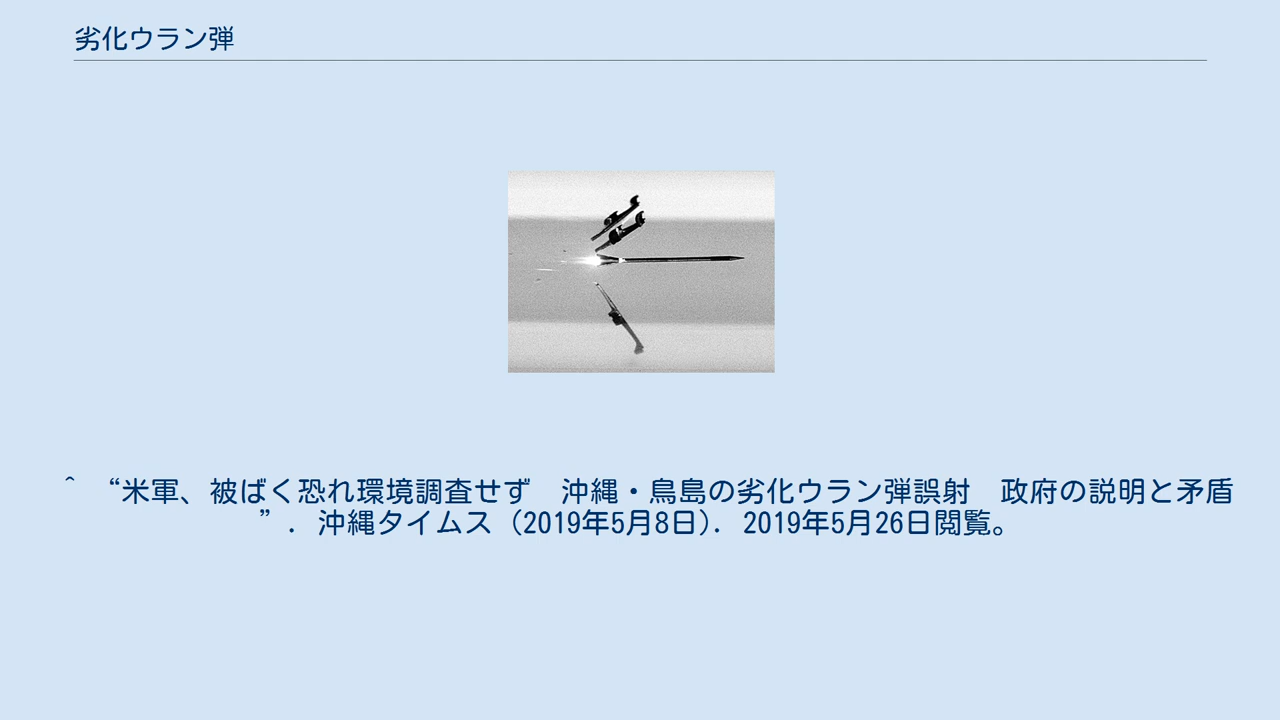 劣化ウラン弾
^ “米軍、被ばく恐れ環境調査せず　沖縄・鳥島の劣化ウラン弾誤射　政府の説明と矛盾
”. 沖縄タイムス (2019年5月8日). 2019年5月26日閲覧。